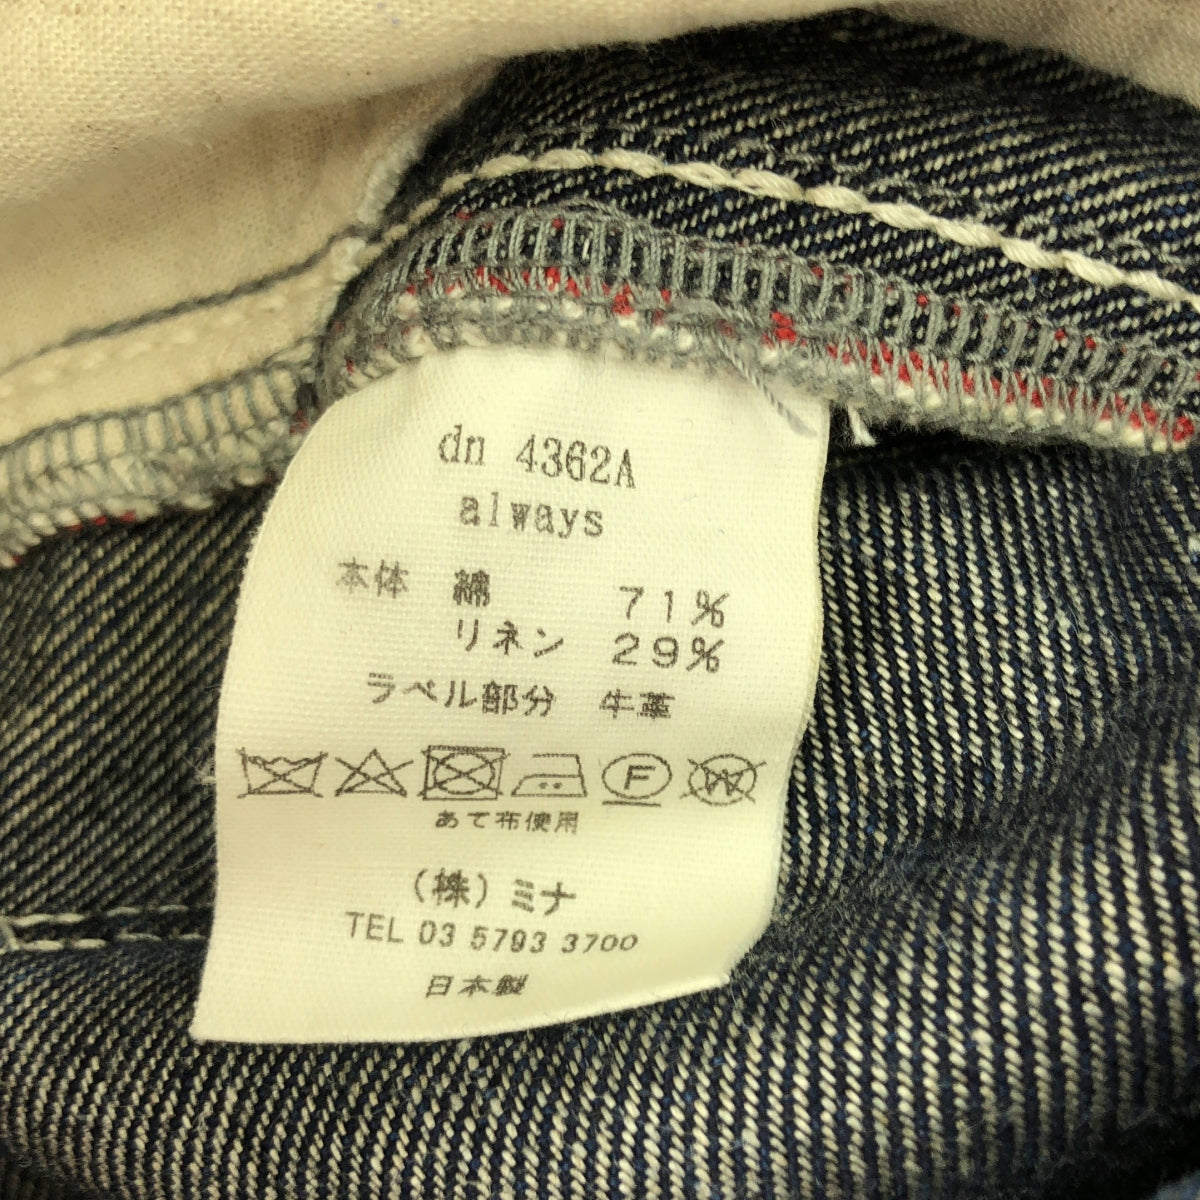 dn 4362A
always
本体 綿 71%
リネン 29%
ラベル部分 牛革
F W
あて布使用
(株)ミナ
TEL 03 5793 3700
日本製